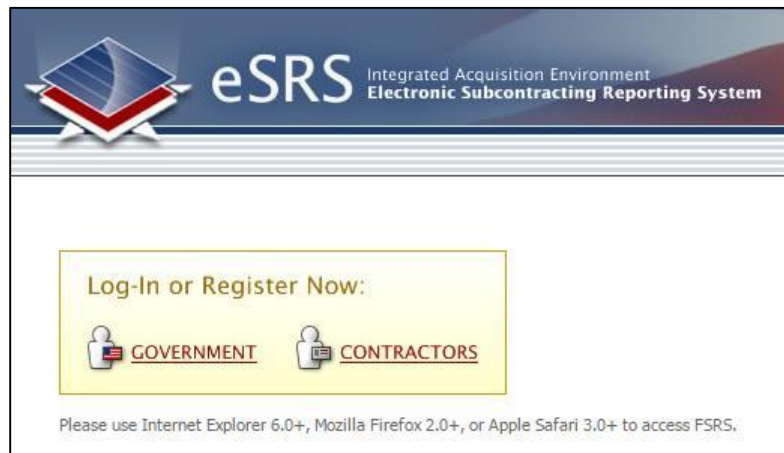 eSRS
Integrated Acquisition Environment
Electronic Subcontracting Reporting System
Log-In or Register Now:
GOVERNMENT CONTRACTORS
Please use Internet Explorer 6.0+, Mozilla Firefox 2.0+, or Apple Safari 3.0+ to access FSRS.